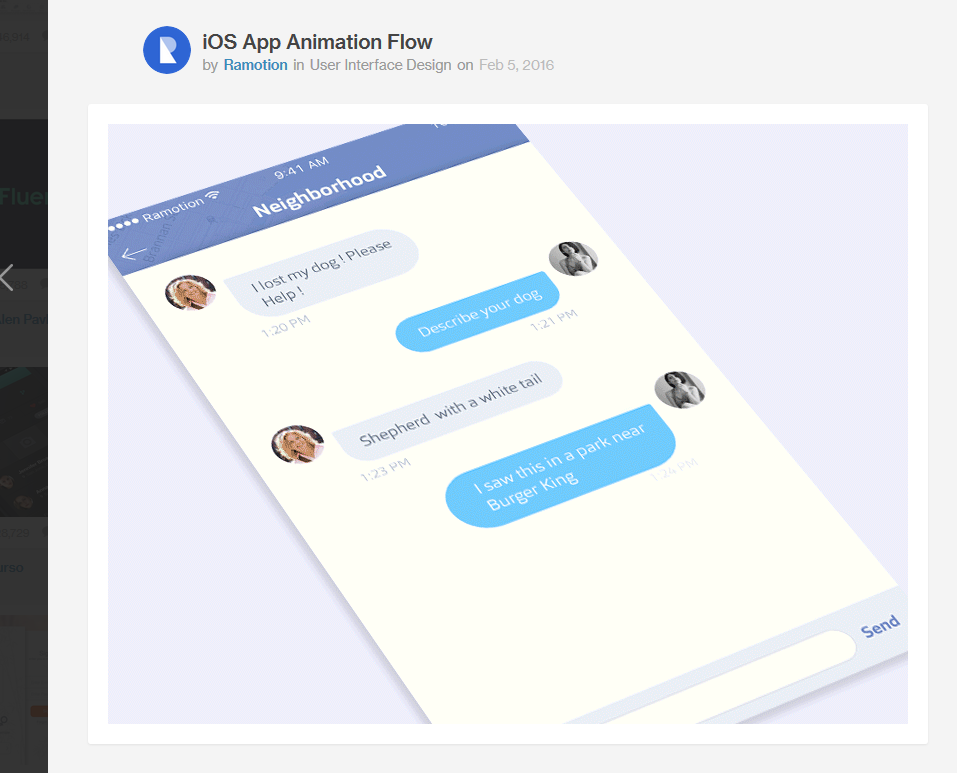 iOS App Animation Flow
by Ramotion in User Interface Design on Feb 5, 2016
Ramotion
9:41 AM
Neighborhood
I lost my dog ! Please
Help !
1:20 PM
Describe your dog
1:21 PM
Shepherd with a white tail
1:23 PM
I saw this in a park near
Burger King
1:24 PM
Send
Fluen